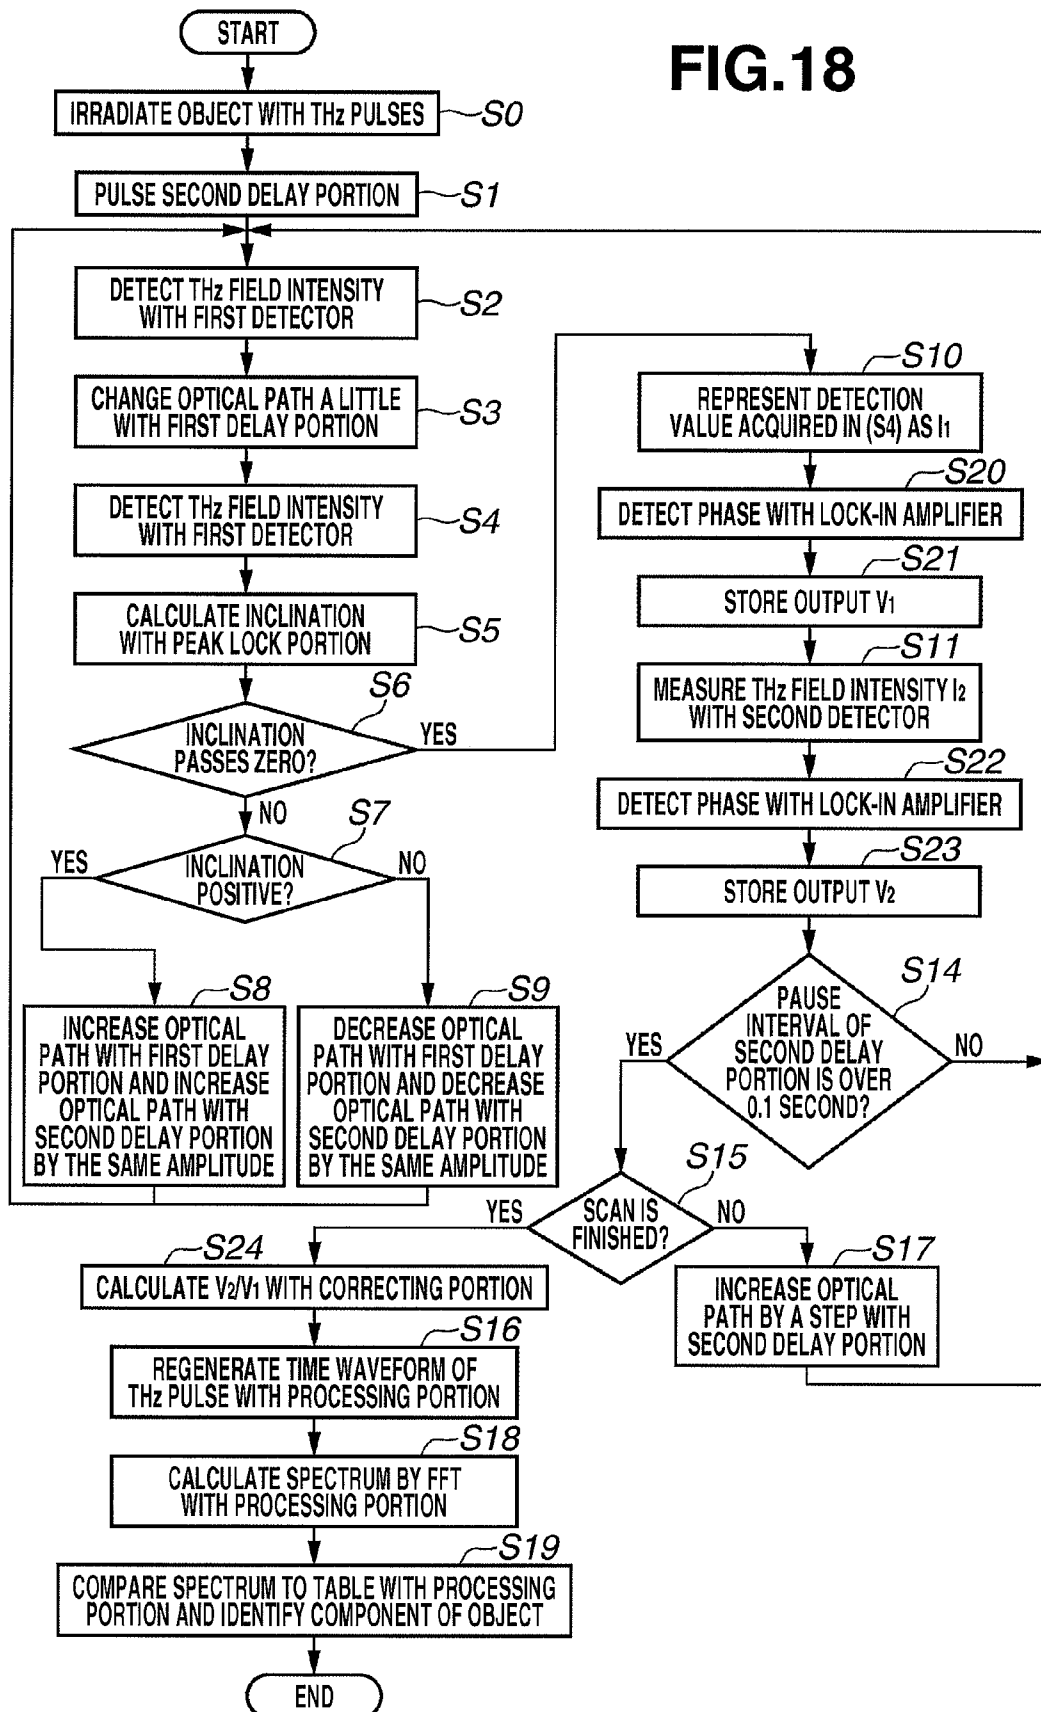 FIG.18
START
IRRADIATE OBJECT WITH THz PULSES
S0
PULSE SECOND DELAY PORTION
S1
DETECT THz FIELD INTENSITY
WITH FIRST DETECTOR
S2
CHANGE OPTICAL PATH A LITTLE
WITH FIRST DELAY PORTION
S3
DETECT THz FIELD INTENSITY
WITH FIRST DETECTOR
S4
CALCULATE INCLINATION
WITH PEAK LOCK PORTION
S5
S6
INCLINATION
PASSES ZERO?
YES
NO
S7
INCLINATION
POSITIVE?
YES
NO
S8
INCREASE OPTICAL
PATH WITH FIRST DELAY
PORTION AND INCREASE
OPTICAL PATH WITH
SECOND DELAY PORTION
BY THE SAME AMPLITUDE
S9
DECREASE OPTICAL
PATH WITH FIRST DELAY
PORTION AND DECREASE
OPTICAL PATH WITH
SECOND DELAY PORTION
BY THE SAME AMPLITUDE
S10
REPRESENT DETECTION
VALUE ACQUIRED IN (S4) AS I1
S20
DETECT PHASE WITH LOCK-IN AMPLIFIER
S21
STORE OUTPUT V1
S11
MEASURE THz FIELD INTENSITY I2
WITH SECOND DETECTOR
S22
DETECT PHASE WITH LOCK-IN AMPLIFIER
S23
STORE OUTPUT V2
S14
PAUSE
INTERVAL OF
SECOND DELAY
PORTION IS OVER
0.1 SECOND?
YES
NO
S15
SCAN IS
FINISHED?
YES
NO
S17
INCREASE OPTICAL
PATH BY A STEP WITH
SECOND DELAY PORTION
S24
CALCULATE V2/V1 WITH CORRECTING PORTION
S16
REGENERATE TIME WAVEFORM OF
THz PULSE WITH PROCESSING PORTION
S18
CALCULATE SPECTRUM BY FFT
WITH PROCESSING PORTION
S19
COMPARE SPECTRUM TO TABLE WITH PROCESSING
PORTION AND IDENTIFY COMPONENT OF OBJECT
END